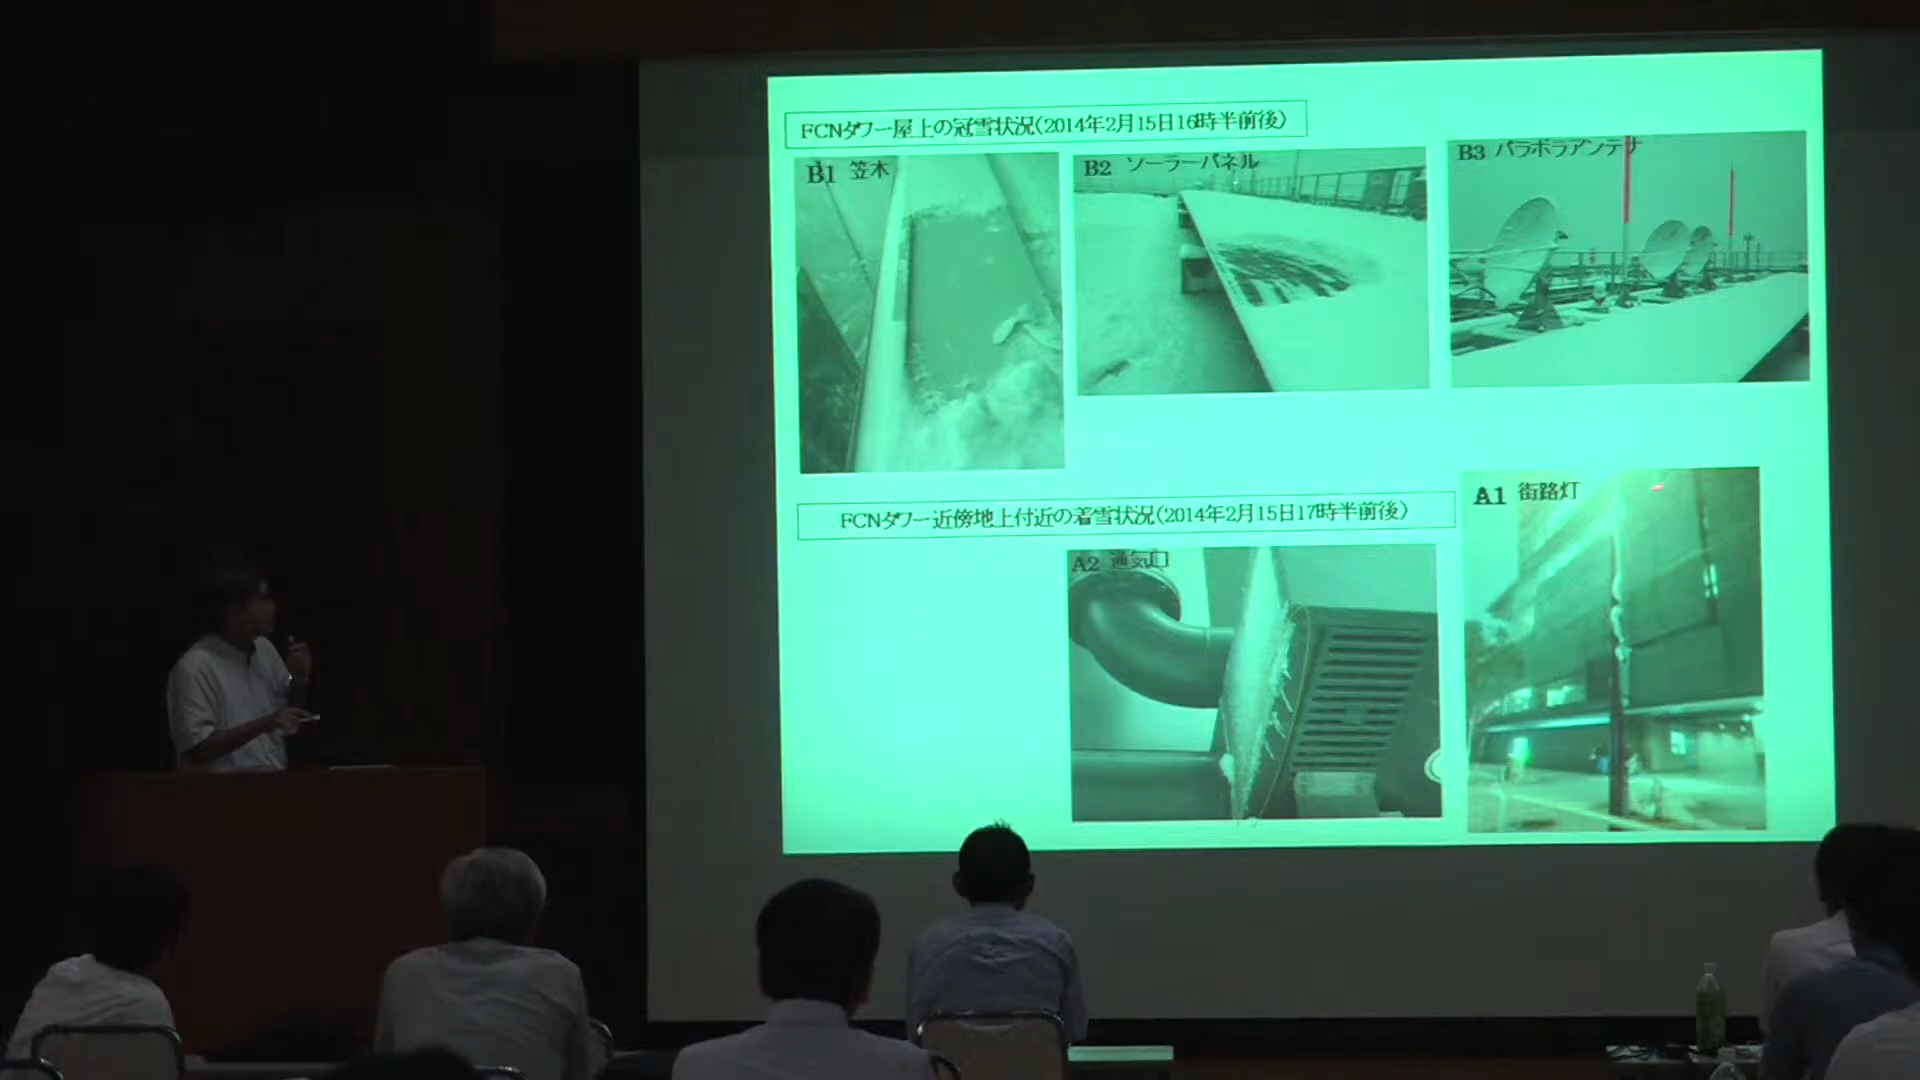 FCNタワー屋上の冠雪状況(2014年2月15日16時半前後)
B1 笠木
B2 ソーラーパネル
B3 パラボラアンテナ
FCNタワー近傍地上付近の着雪状況(2014年2月15日17時半前後)
A1 街路灯
A2 通気口